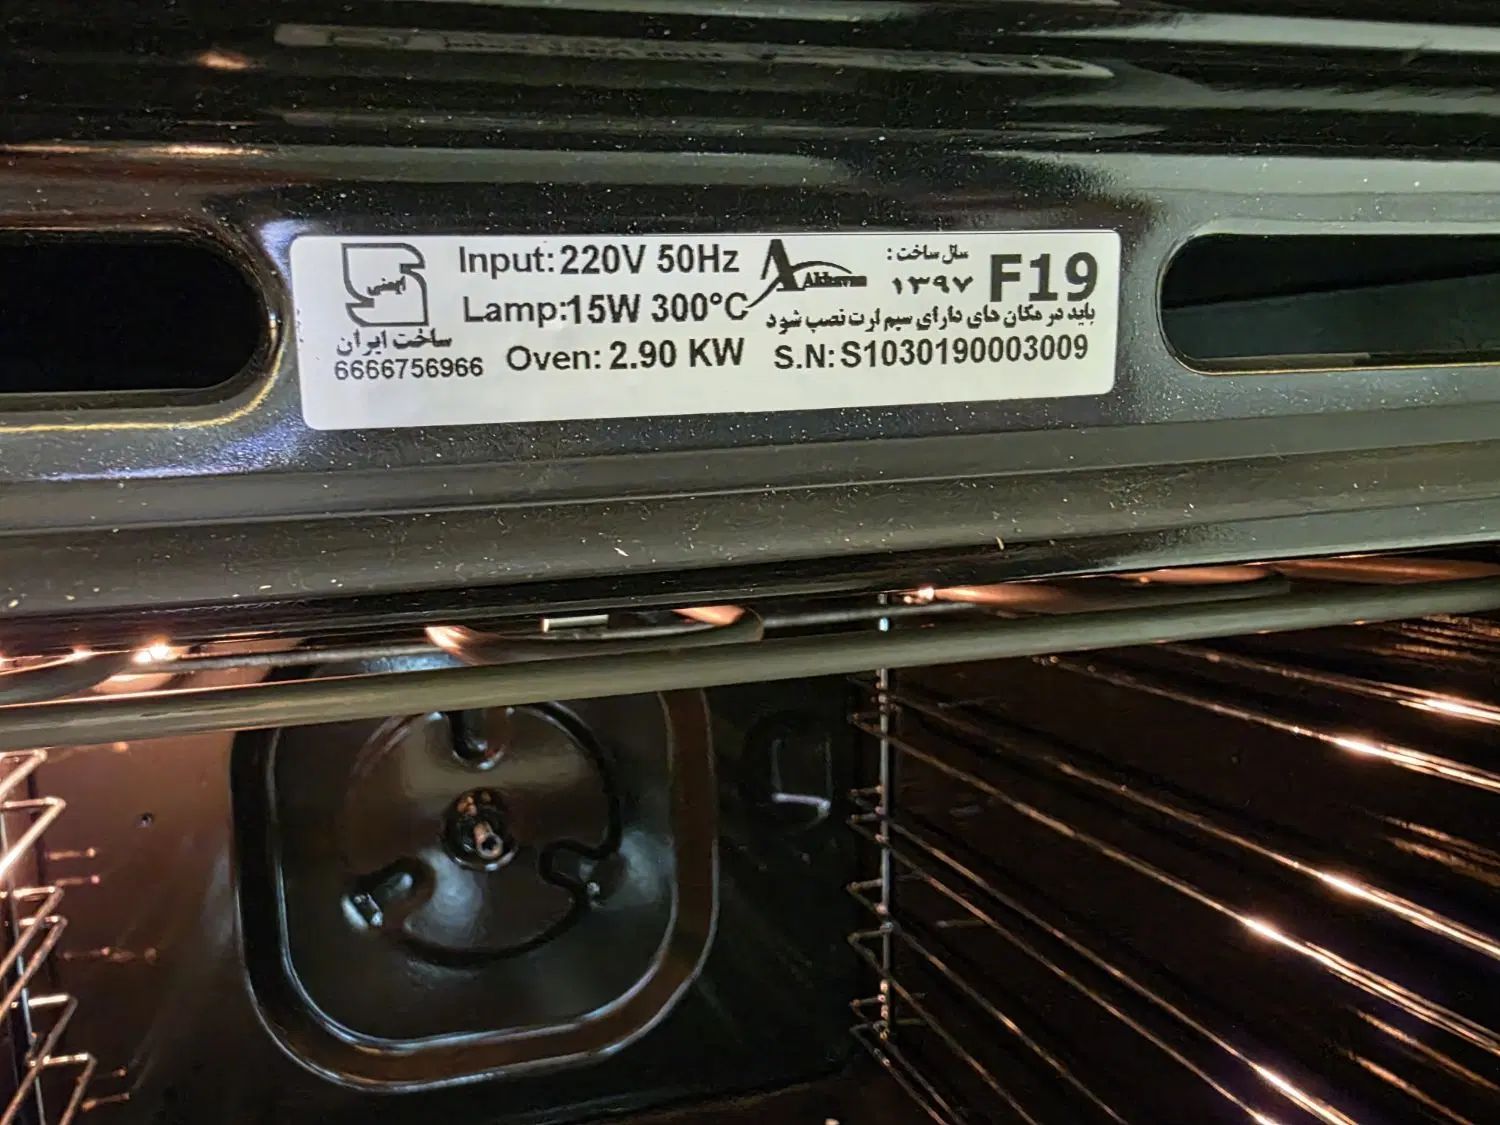 ایمنی
ساخت ایران
6666756966
Input: 220V 50Hz
Lamp: 15W 300°C
Oven: 2.90 KW
Akhavan
سال ساخت :
۱۳۹۷
F19
باید در مکان های دارای سیم ارت نصب شود
S.N: S1030190003009